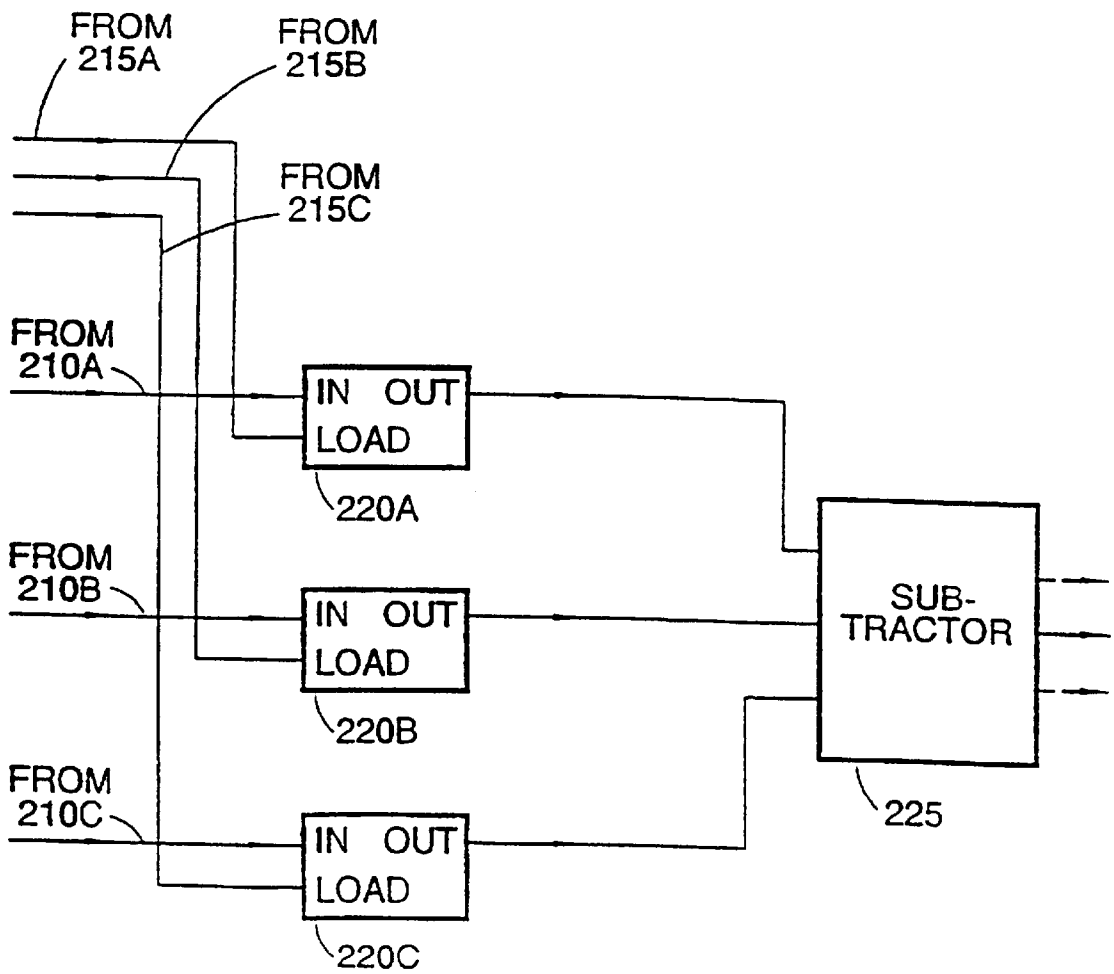 FROM
215A
FROM
215B
FROM
215C
FROM
210A
IN OUT
LOAD
220A
FROM
210B
IN OUT
LOAD
220B
SUB-
TRACTOR
225
FROM
210C
IN OUT
LOAD
220C